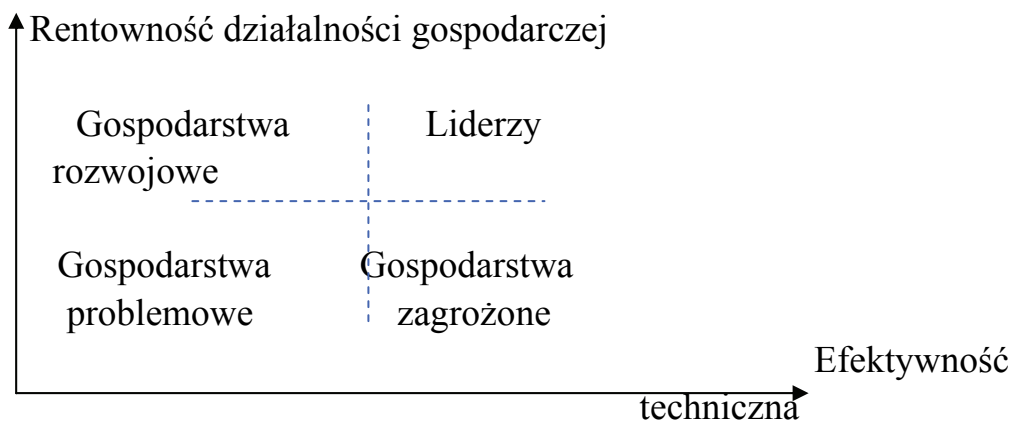 Rentowność działalności gospodarczej
Gospodarstwa
rozwojowe
Liderzy
Gospodarstwa
problemowe
Gospodarstwa
zagrożone
Efektywność
techniczna